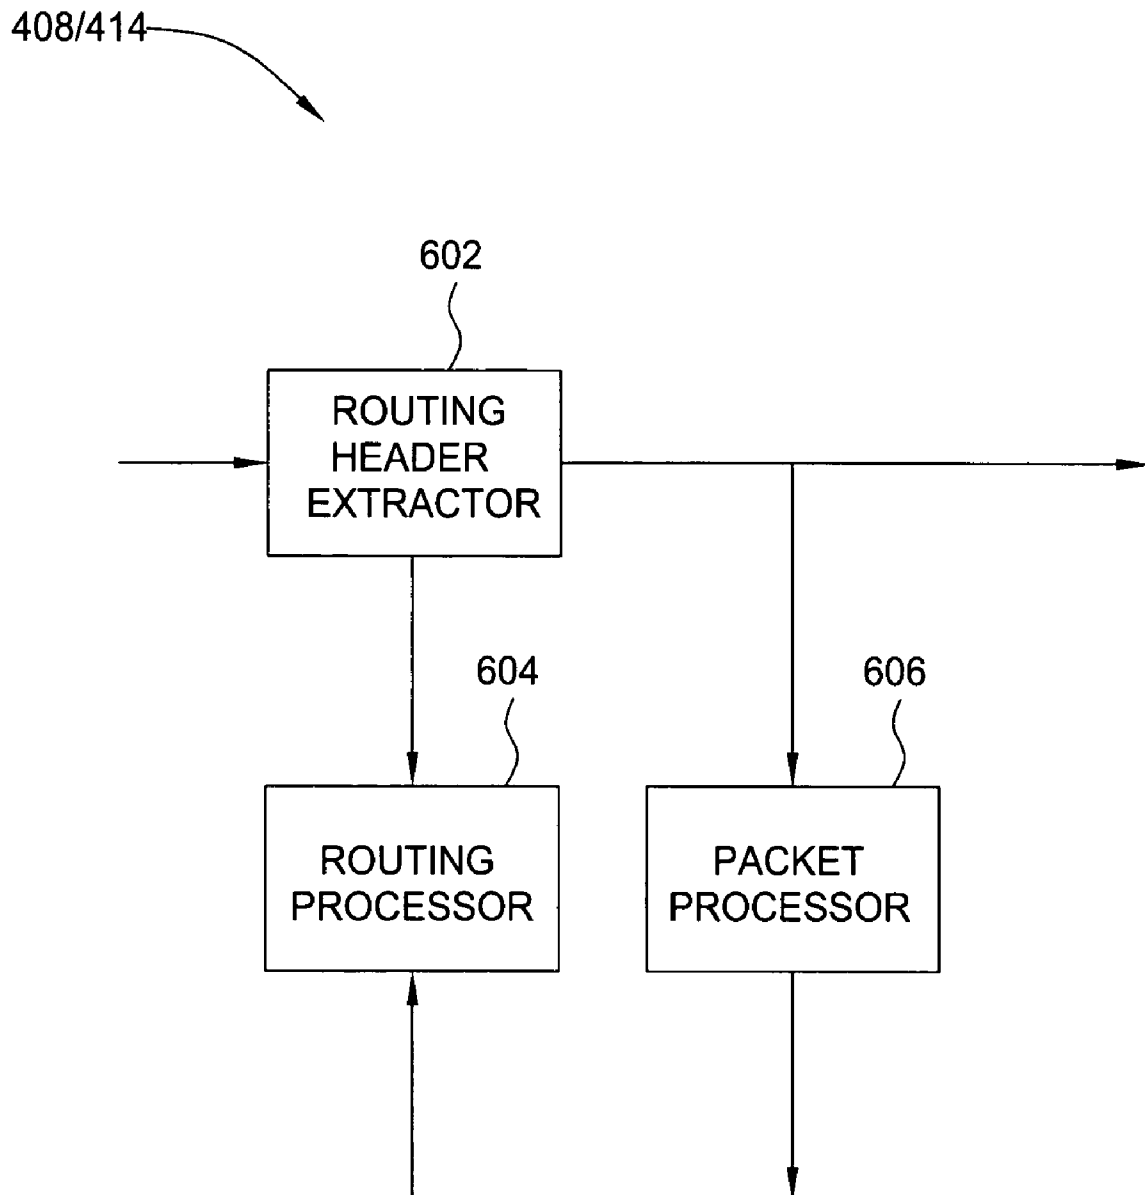 408/414
602
ROUTING
HEADER
EXTRACTOR
604
606
ROUTING
PROCESSOR
PACKET
PROCESSOR